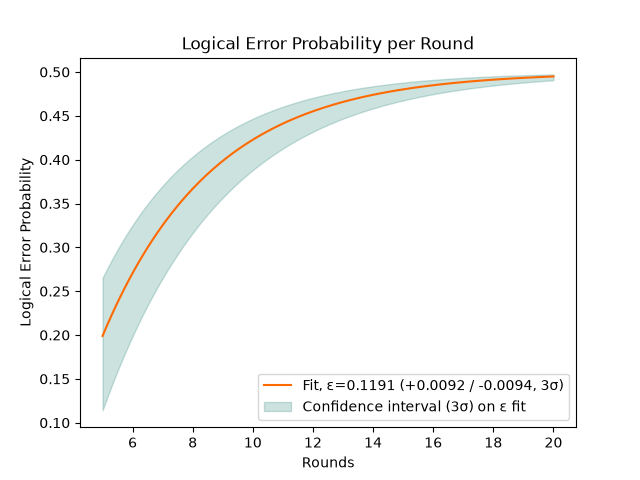 Logical Error Probability per Round
Logical Error Probability
0.50
0.45
0.40
0.35
0.30
0.25
0.20
0.15
0.10
Fit, ε=0.1191 (+0.0092 / -0.0094, 3σ)
Confidence interval (3σ) on ε fit
6 8 10 12 14 16 18 20
Rounds